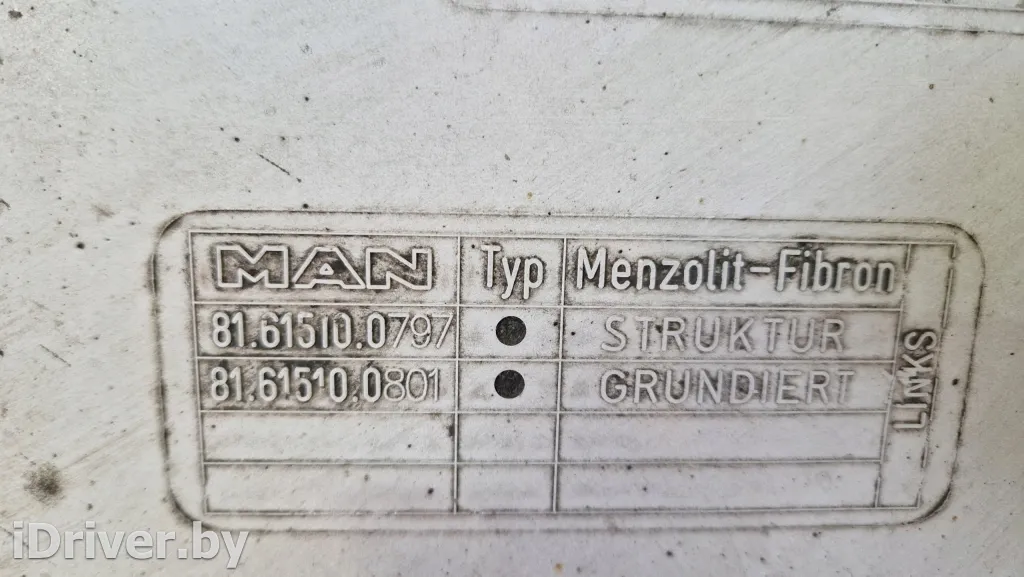 MAN Typ Menzolit-Fibron
81.61510.0797 ● STRUKTUR
81.61510.0801 ● GRUNDIERT
LINKS
iDriver.by